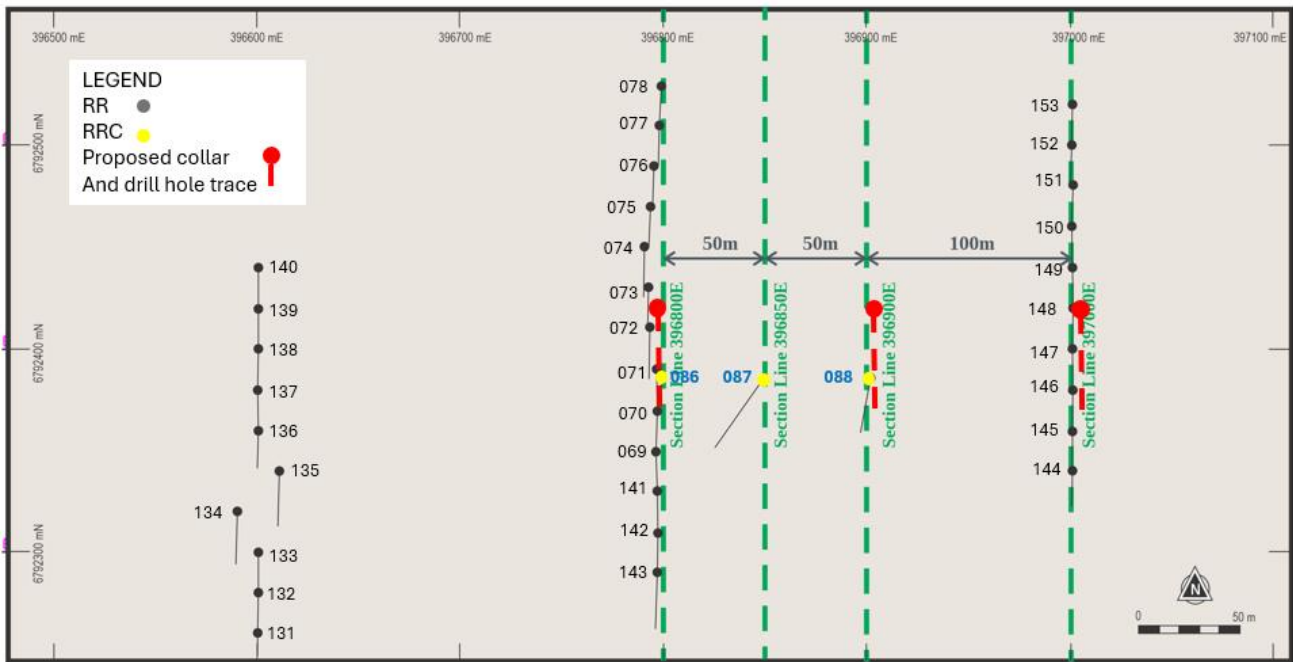 396500 mE
396600 mE
396700 mE
396800 mE
396900 mE
397000 mE
397100 mE
LEGEND
RR
RRC
Proposed collar
And drill hole trace
6792500 mN
6792400 mN
6792300 mN
140
139
138
137
136
135
134
133
132
131
078
077
076
075
074
073
072
071
070
069
141
142
143
086
087
088
50m
50m
100m
Section Line 396800E
Section Line 396850E
Section Line 396900E
Section Line 397000E
153
152
151
150
149
148
147
146
145
144
N
0
50 m